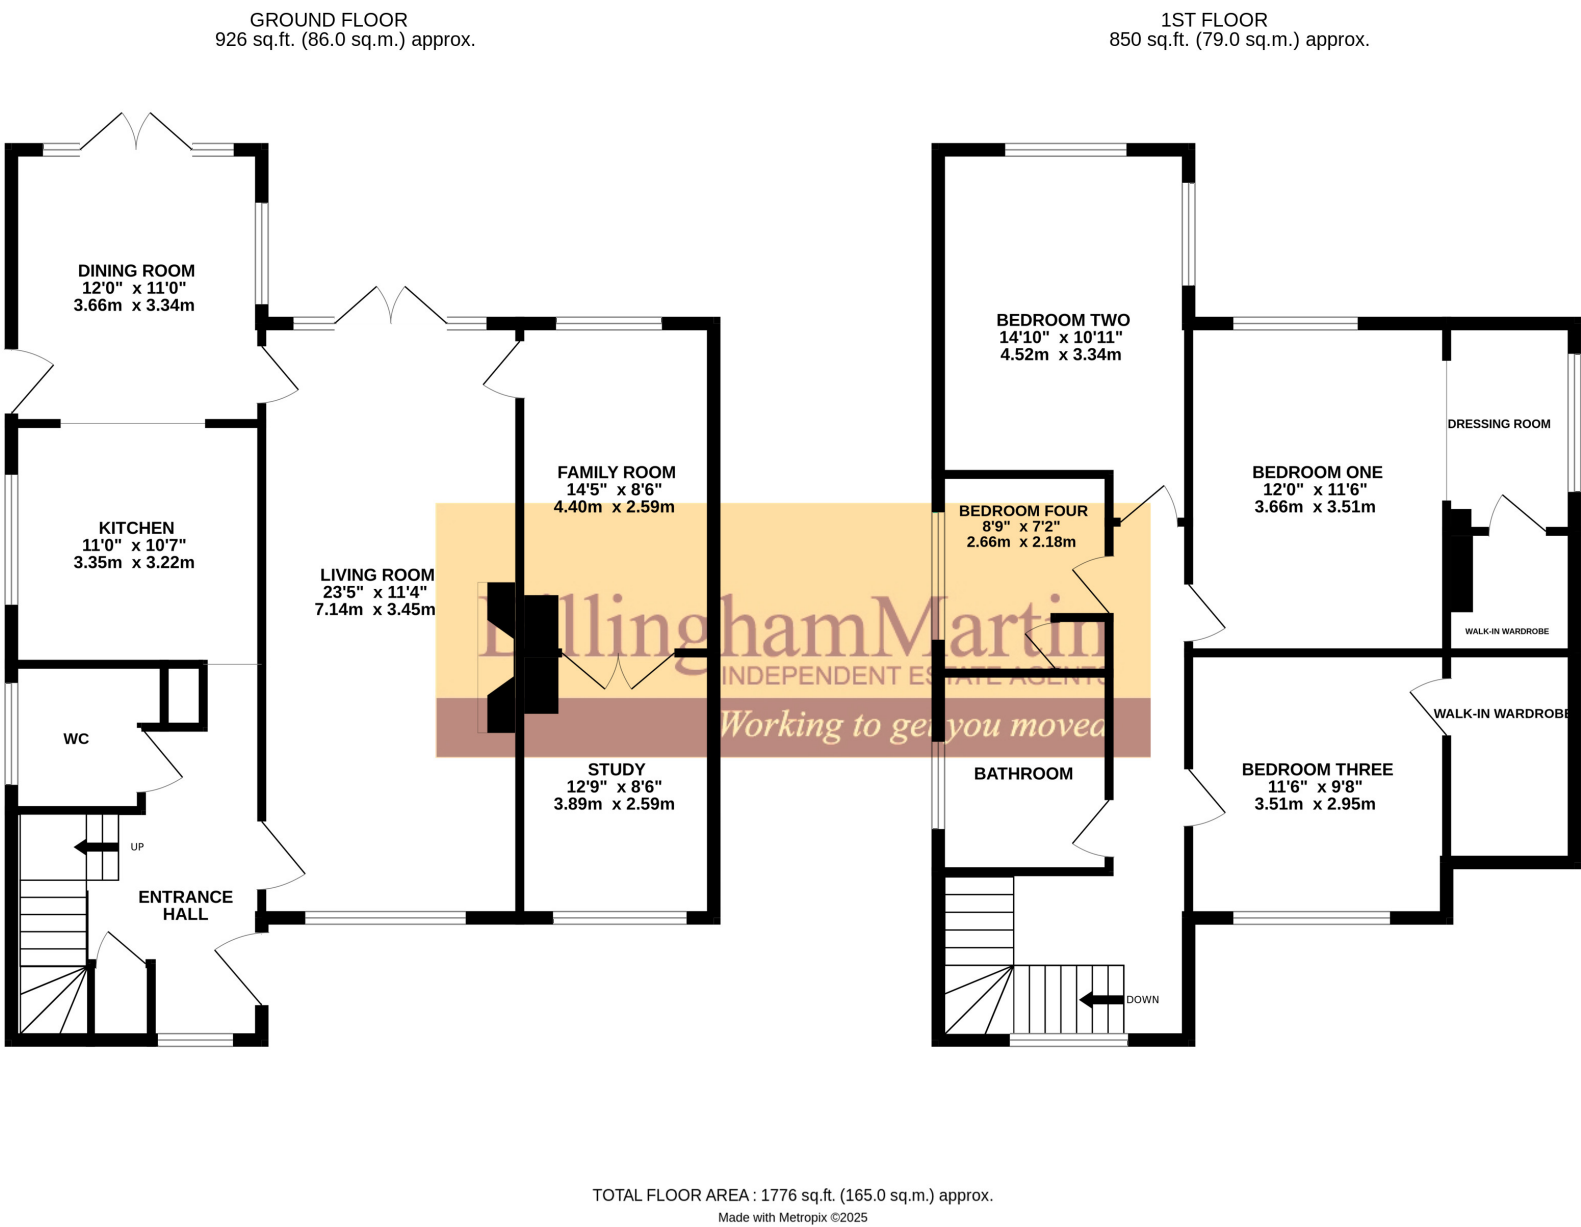 GROUND FLOOR
926 sq.ft. (86.0 sq.m.) approx.
1ST FLOOR
850 sq.ft. (79.0 sq.m.) approx.
DINING ROOM
12'0" x 11'0"
3.66m x 3.34m
KITCHEN
11'0" x 10'7"
3.35m x 3.22m
LIVING ROOM
23'5" x 11'4"
7.14m x 3.45m
FAMILY ROOM
14'5" x 8'6"
4.40m x 2.59m
STUDY
12'9" x 8'6"
3.89m x 2.59m
WC
UP
ENTRANCE
HALL
BEDROOM TWO
14'10" x 10'11"
4.52m x 3.34m
BEDROOM ONE
12'0" x 11'6"
3.66m x 3.51m
DRESSING ROOM
BEDROOM FOUR
8'9" x 7'2"
2.66m x 2.18m
WALK-IN WARDROBE
WALK-IN WARDROBE
BEDROOM THREE
11'6" x 9'8"
3.51m x 2.95m
BATHROOM
DOWN
BillinghamMartin
INDEPENDENT ESTATE AGENTS
Working to get you moved
TOTAL FLOOR AREA : 1776 sq.ft. (165.0 sq.m.) approx.
Made with Metropix ©2025